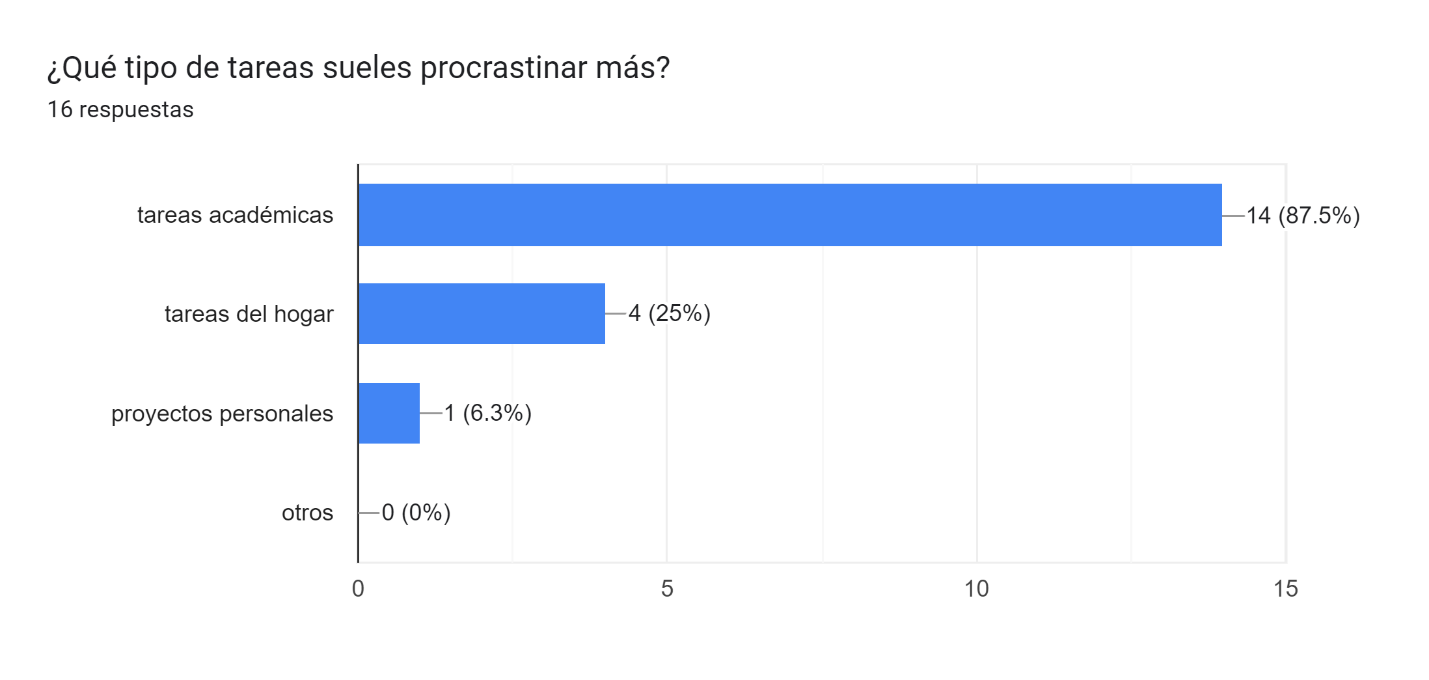 ¿Qué tipo de tareas sueles procrastinar más?
16 respuestas
tareas académicas
14 (87.5%)
tareas del hogar
4 (25%)
proyectos personales
1 (6.3%)
otros
0 (0%)
0
5
10
15